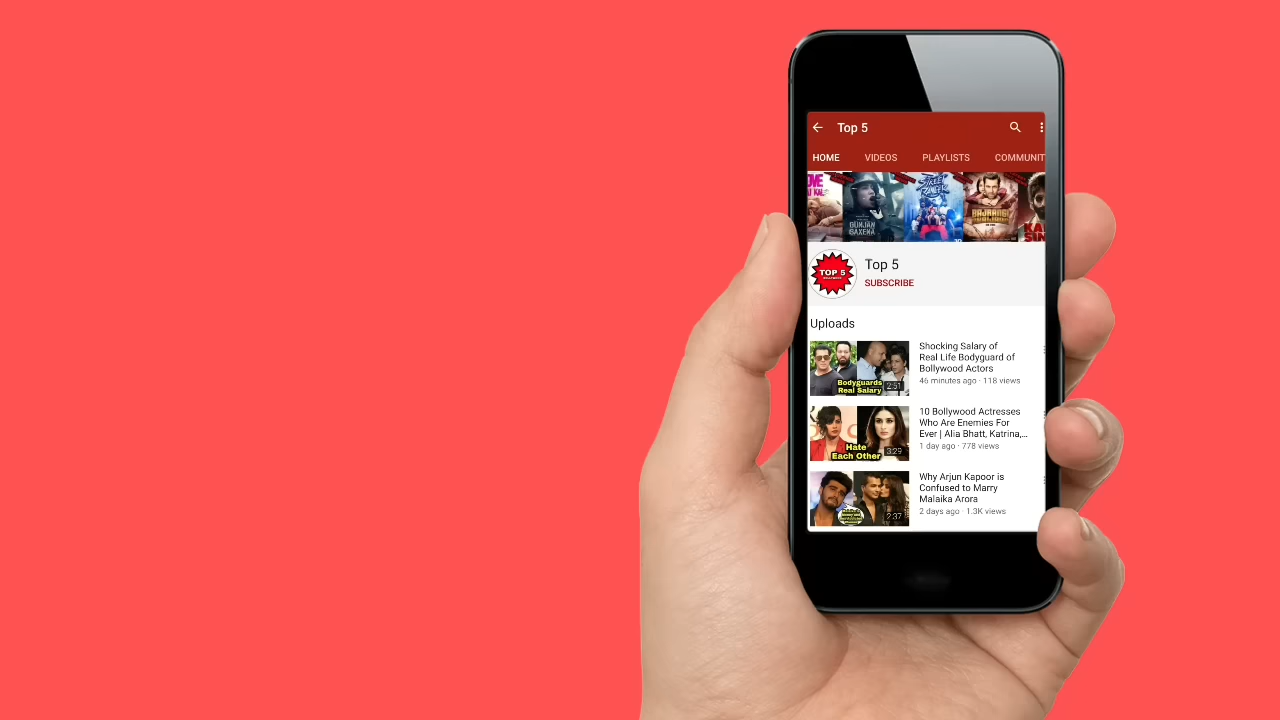 Top 5
HOME VIDEOS PLAYLISTS COMMUNIT
GUNJAN
SAXENA
STREET
DANCER
BAJRANGI
TOP 5
Top 5
SUBSCRIBE
Uploads
Shocking Salary of
Real Life Bodyguard of
Bollywood Actors
46 minutes ago · 118 views
Bodyguards
Real Salary
2:51
10 Bollywood Actresses
Who Are Enemies For
Ever | Alia Bhatt, Katrina,...
1 day ago · 778 views
Hate
Each Other
3:29
Why Arjun Kapoor is
Confused to Marry
Malaika Arora
2 days ago · 1.3K views
2:37